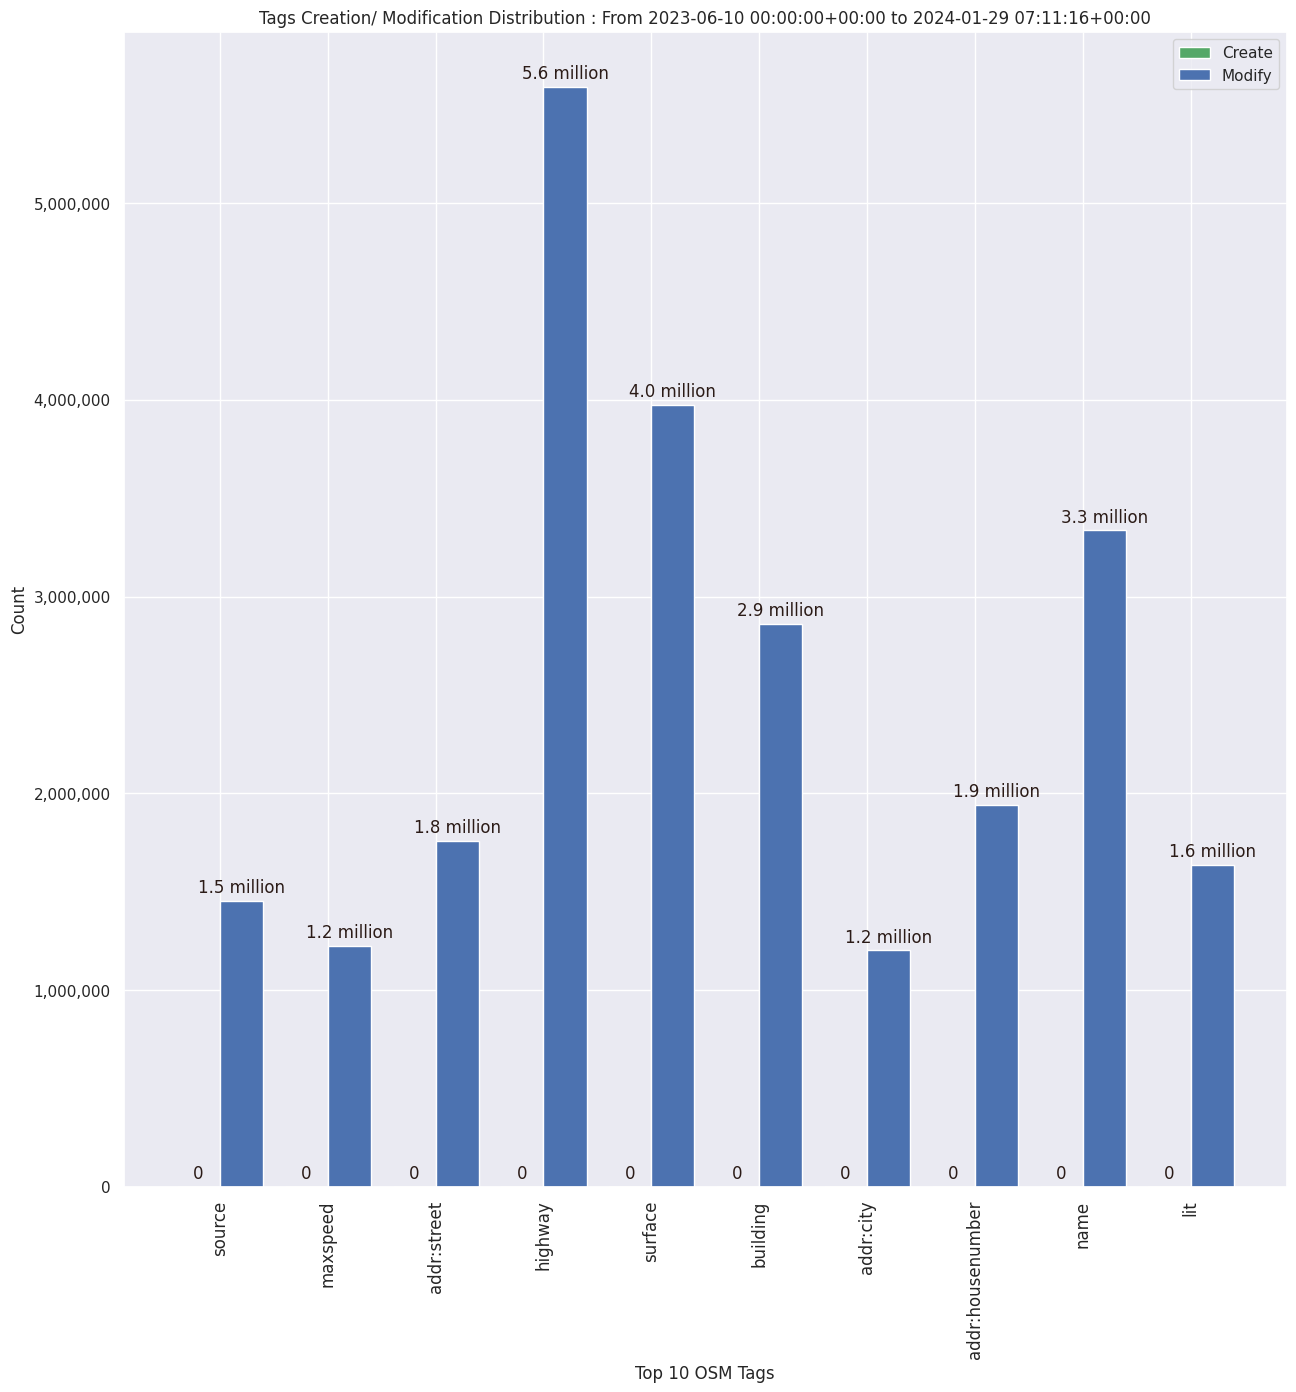 Tags Creation/ Modification Distribution : From 2023-06-10 00:00:00+00:00 to 2024-01-29 07:11:16+00:00
Create
Modify
5.6 million
5,000,000
4.0 million
4,000,000
3.3 million
3,000,000
2.9 million
Count
2,000,000
1.9 million
1.8 million
1.6 million
1.5 million
1.2 million
1.2 million
1,000,000
0
0
0
0
0
0
0
0
0
0
0
source
maxspeed
addr:street
highway
surface
building
addr:city
addr:housenumber
name
lit
Top 10 OSM Tags